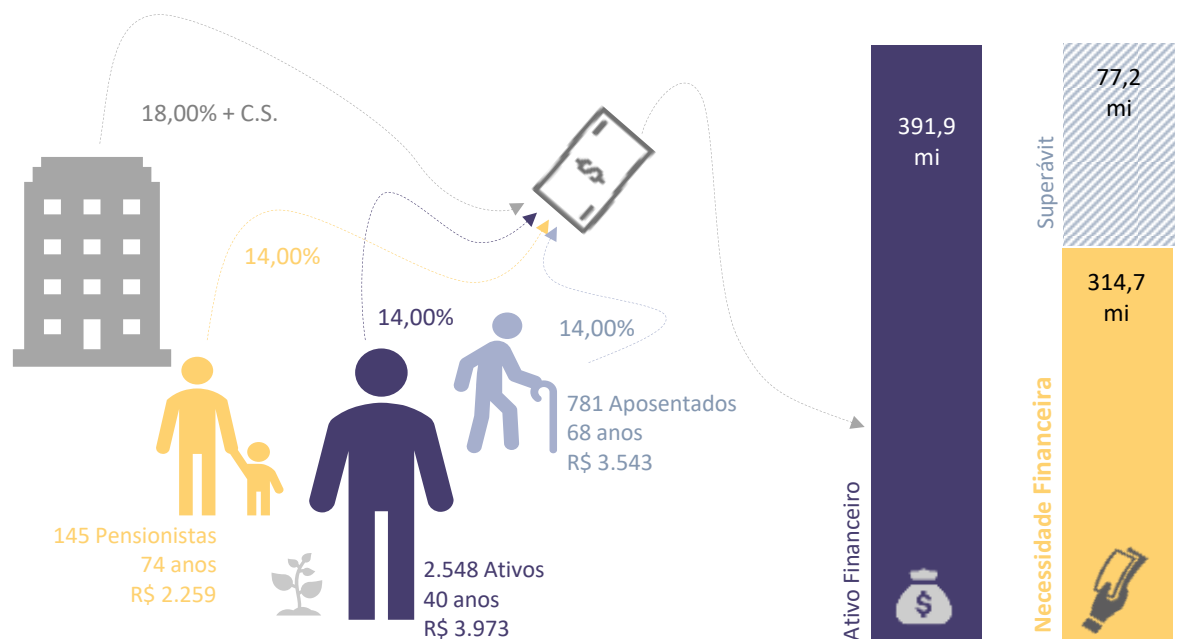 18,00% + C.S.
14,00%
14,00%
14,00%
145 Pensionistas
74 anos
R$ 2.259
2.548 Ativos
40 anos
R$ 3.973
781 Aposentados
68 anos
R$ 3.543
Ativo Financeiro
391,9
mi
$
$
Superávit
77,2
mi
Necessidade Financeira
314,7
mi